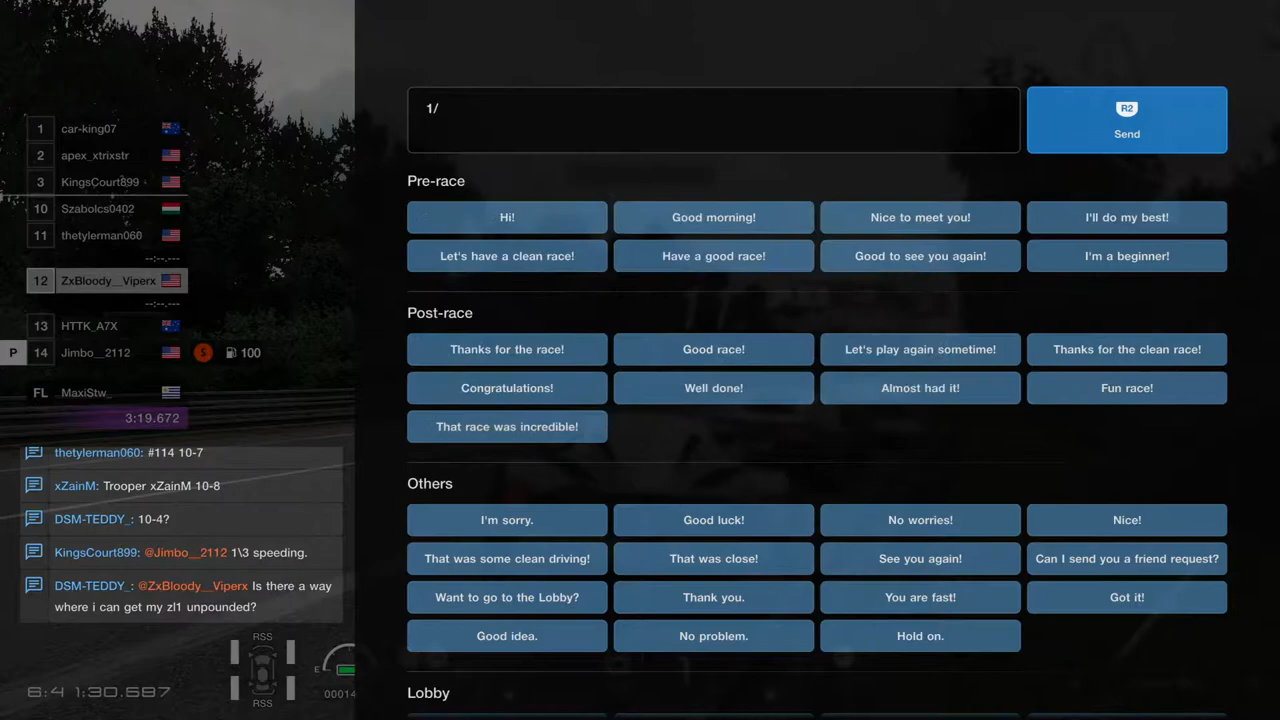 1/
R2
Send
1 car-king07
2 apex_xtrixstr
3 KingsCourt899
10 Szabolcs0402
11 thetylerman060
--:--.---
12 ZxBloody__Viperx
--:--.---
13 HTTK_A7X
P 14 Jimbo__2112 S 100
FL MaxiStw_
3:19.672
thetylerman060: #114 10-7
xZainM: Trooper xZainM 10-8
DSM-TEDDY_: 10-4?
KingsCourt899: @Jimbo__2112 1\3 speeding.
DSM-TEDDY_: @ZxBloody__Viperx Is there a way
where i can get my zl1 unpounded?
RSS
E
00014
RSS
6:41:30.587
Pre-race
Hi! Good morning! Nice to meet you! I'll do my best!
Let's have a clean race! Have a good race! Good to see you again! I'm a beginner!
Post-race
Thanks for the race! Good race! Let's play again sometime! Thanks for the clean race!
Congratulations! Well done! Almost had it! Fun race!
That race was incredible!
Others
I'm sorry. Good luck! No worries! Nice!
That was some clean driving! That was close! See you again! Can I send you a friend request?
Want to go to the Lobby? Thank you. You are fast! Got it!
Good idea. No problem. Hold on.
Lobby